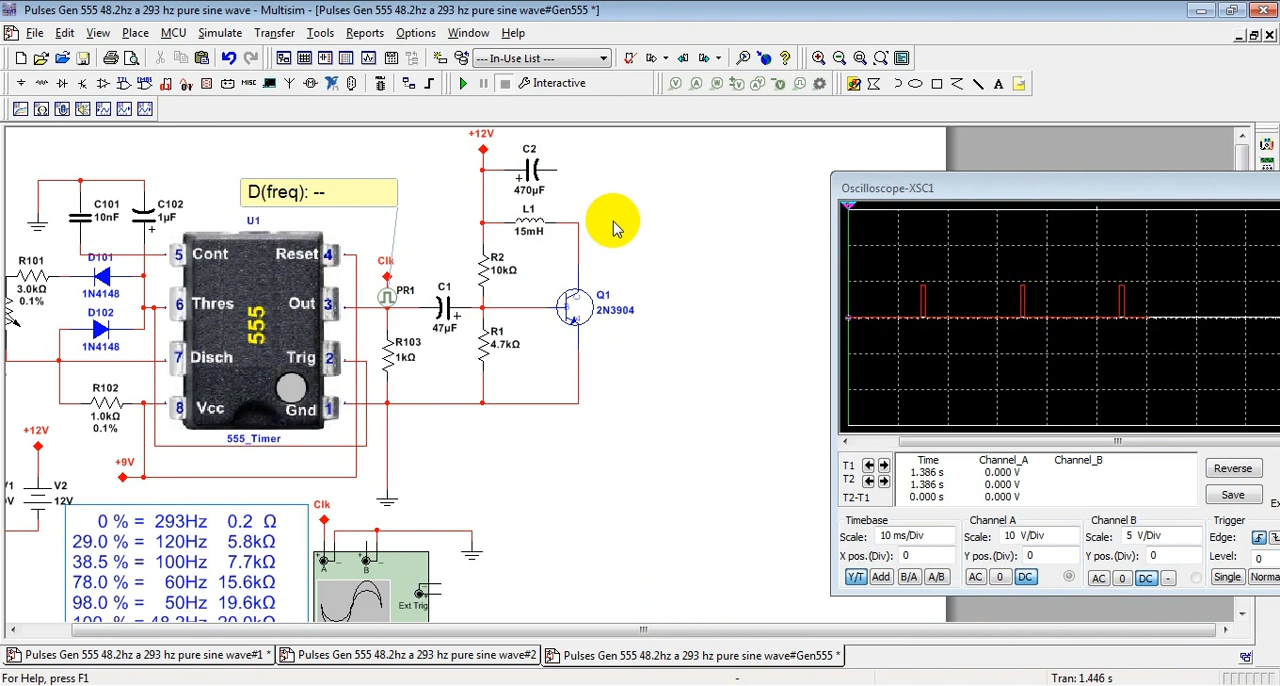 Pulses Gen 555 48.2hz a 293 hz pure sine wave - Multisim - [Pulses Gen 555 48.2hz a 293 hz pure sine wave#Gen555 *]
File Edit View Place MCU Simulate Transfer Tools Reports Options Window Help
--- In-Use List ---
MISC
Interactive
+12V
C2
470µF
D(freq): --
C101
10nF
C102
1µF
U1
L1
15mH
R101
3.0kΩ
0.1%
D101
1N4148
5 Cont
Reset 4
Clk
R2
10kΩ
PR1
C1
47µF
Q1
2N3904
6 Thres
Out 3
D102
1N4148
555
R103
1kΩ
R1
4.7kΩ
7 Disch
Trig 2
R102
1.0kΩ
0.1%
8 Vcc
Gnd 1
555_Timer
+12V
+9V
V1
V2
12V
Clk
0 % = 293Hz 0.2 Ω
29.0 % = 120Hz 5.8kΩ
38.5 % = 100Hz 7.7kΩ
78.0 % = 60Hz 15.6kΩ
98.0 % = 50Hz 19.6kΩ
100 % = 48.2Hz 20.0kΩ
A
B
Ext Trig
Oscilloscope-XSC1
Time Channel_A Channel_B
T1 1.386 s 0.000 V
T2 1.386 s 0.000 V
T2-T1 0.000 s 0.000 V
Reverse
Save
Timebase
Scale: 10 ms/Div
X pos.(Div): 0
Y/T Add B/A A/B
Channel A
Scale: 10 V/Div
Y pos.(Div): 0
AC 0 DC
Channel B
Scale: 5 V/Div
Y pos.(Div): 0
AC 0 DC -
Trigger
Edge:
Level: 0
Single
Pulses Gen 555 48.2hz a 293 hz pure sine wave#1 *
Pulses Gen 555 48.2hz a 293 hz pure sine wave#2
Pulses Gen 555 48.2hz a 293 hz pure sine wave#Gen555 *
For Help, press F1
-
Tran: 1.446 s